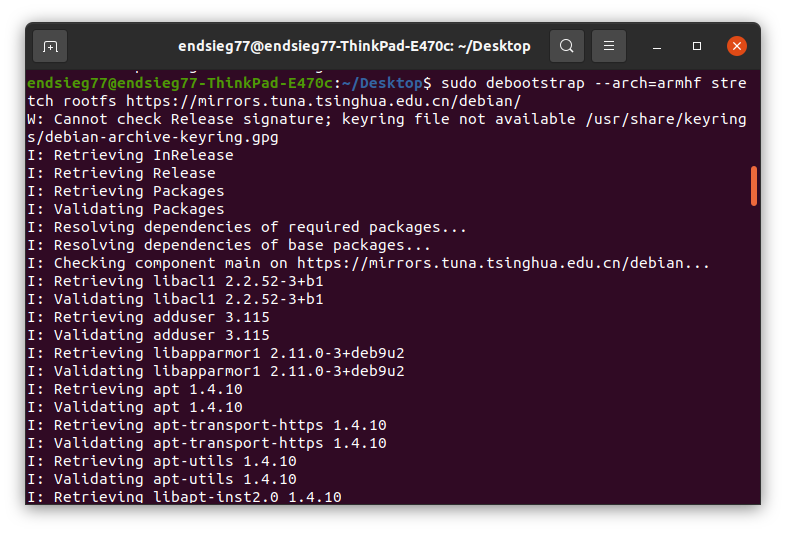 endsieg77@endsieg77-ThinkPad-E470c: ~/Desktop
endsieg77@endsieg77-ThinkPad-E470c:~/Desktop$ sudo debootstrap --arch=armhf stre
tch rootfs https://mirrors.tuna.tsinghua.edu.cn/debian/
W: Cannot check Release signature; keyring file not available /usr/share/keyring
s/debian-archive-keyring.gpg
I: Retrieving InRelease
I: Retrieving Release
I: Retrieving Packages
I: Validating Packages
I: Resolving dependencies of required packages...
I: Resolving dependencies of base packages...
I: Checking component main on https://mirrors.tuna.tsinghua.edu.cn/debian...
I: Retrieving libacl1 2.2.52-3+b1
I: Validating libacl1 2.2.52-3+b1
I: Retrieving adduser 3.115
I: Validating adduser 3.115
I: Retrieving libapparmor1 2.11.0-3+deb9u2
I: Validating libapparmor1 2.11.0-3+deb9u2
I: Retrieving apt 1.4.10
I: Validating apt 1.4.10
I: Retrieving apt-transport-https 1.4.10
I: Validating apt-transport-https 1.4.10
I: Retrieving apt-utils 1.4.10
I: Validating apt-utils 1.4.10
I: Retrieving libapt-inst2.0 1.4.10